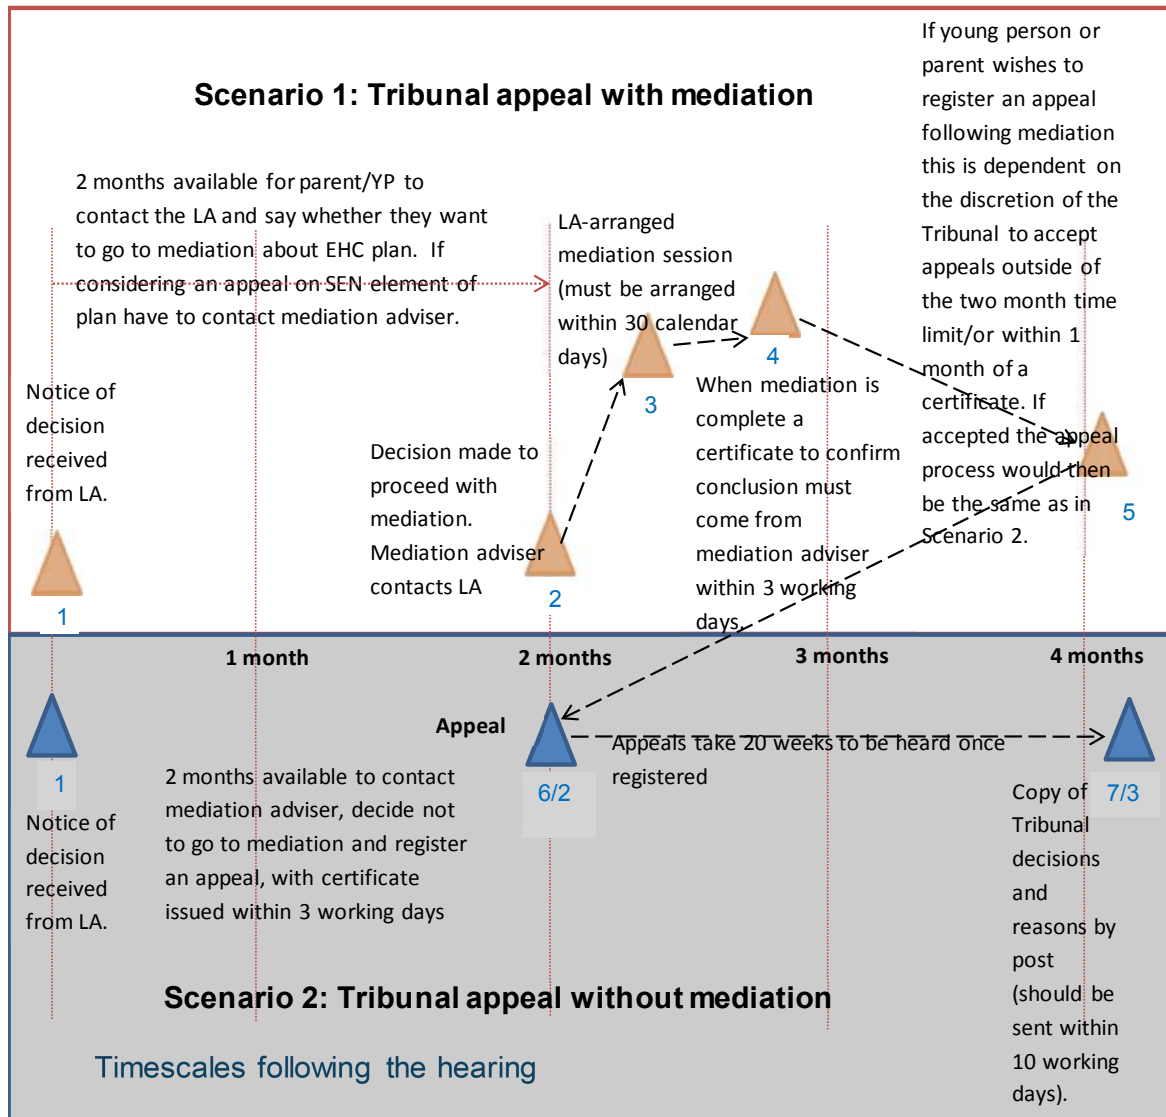 Scenario 1: Tribunal appeal with mediation
2 months available for parent/YP to
contact the LA and say whether they want
to go to mediation about EHC plan. If
considering an appeal on SEN element of
plan have to contact mediation adviser.
Notice of
decision
received
from LA.
1
Decision made to
proceed with
mediation.
Mediation adviser
contacts LA
2
LA-arranged
mediation session
(must be arranged
within 30 calendar
days)
3
4
When mediation is
complete a
certificate to confirm
conclusion must
come from
mediation adviser
within 3 working
days.
If young person or
parent wishes to
register an appeal
following mediation
this is dependent on
the discretion of the
Tribunal to accept
appeals outside of
the two month time
limit/or within 1
month of a
certificate. If
accepted the appeal
process would then
be the same as in
Scenario 2.
5
1 month
2 months
3 months
4 months
1
Notice of
decision
received
from LA.
2 months available to contact
mediation adviser, decide not
to go to mediation and register
an appeal, with certificate
issued within 3 working days
Appeal
6/2
Appeals take 20 weeks to be heard once
registered
7/3
Copy of
Tribunal
decisions
and
reasons by
post
(should be
sent within
10 working
days).
Scenario 2: Tribunal appeal without mediation
Timescales following the hearing